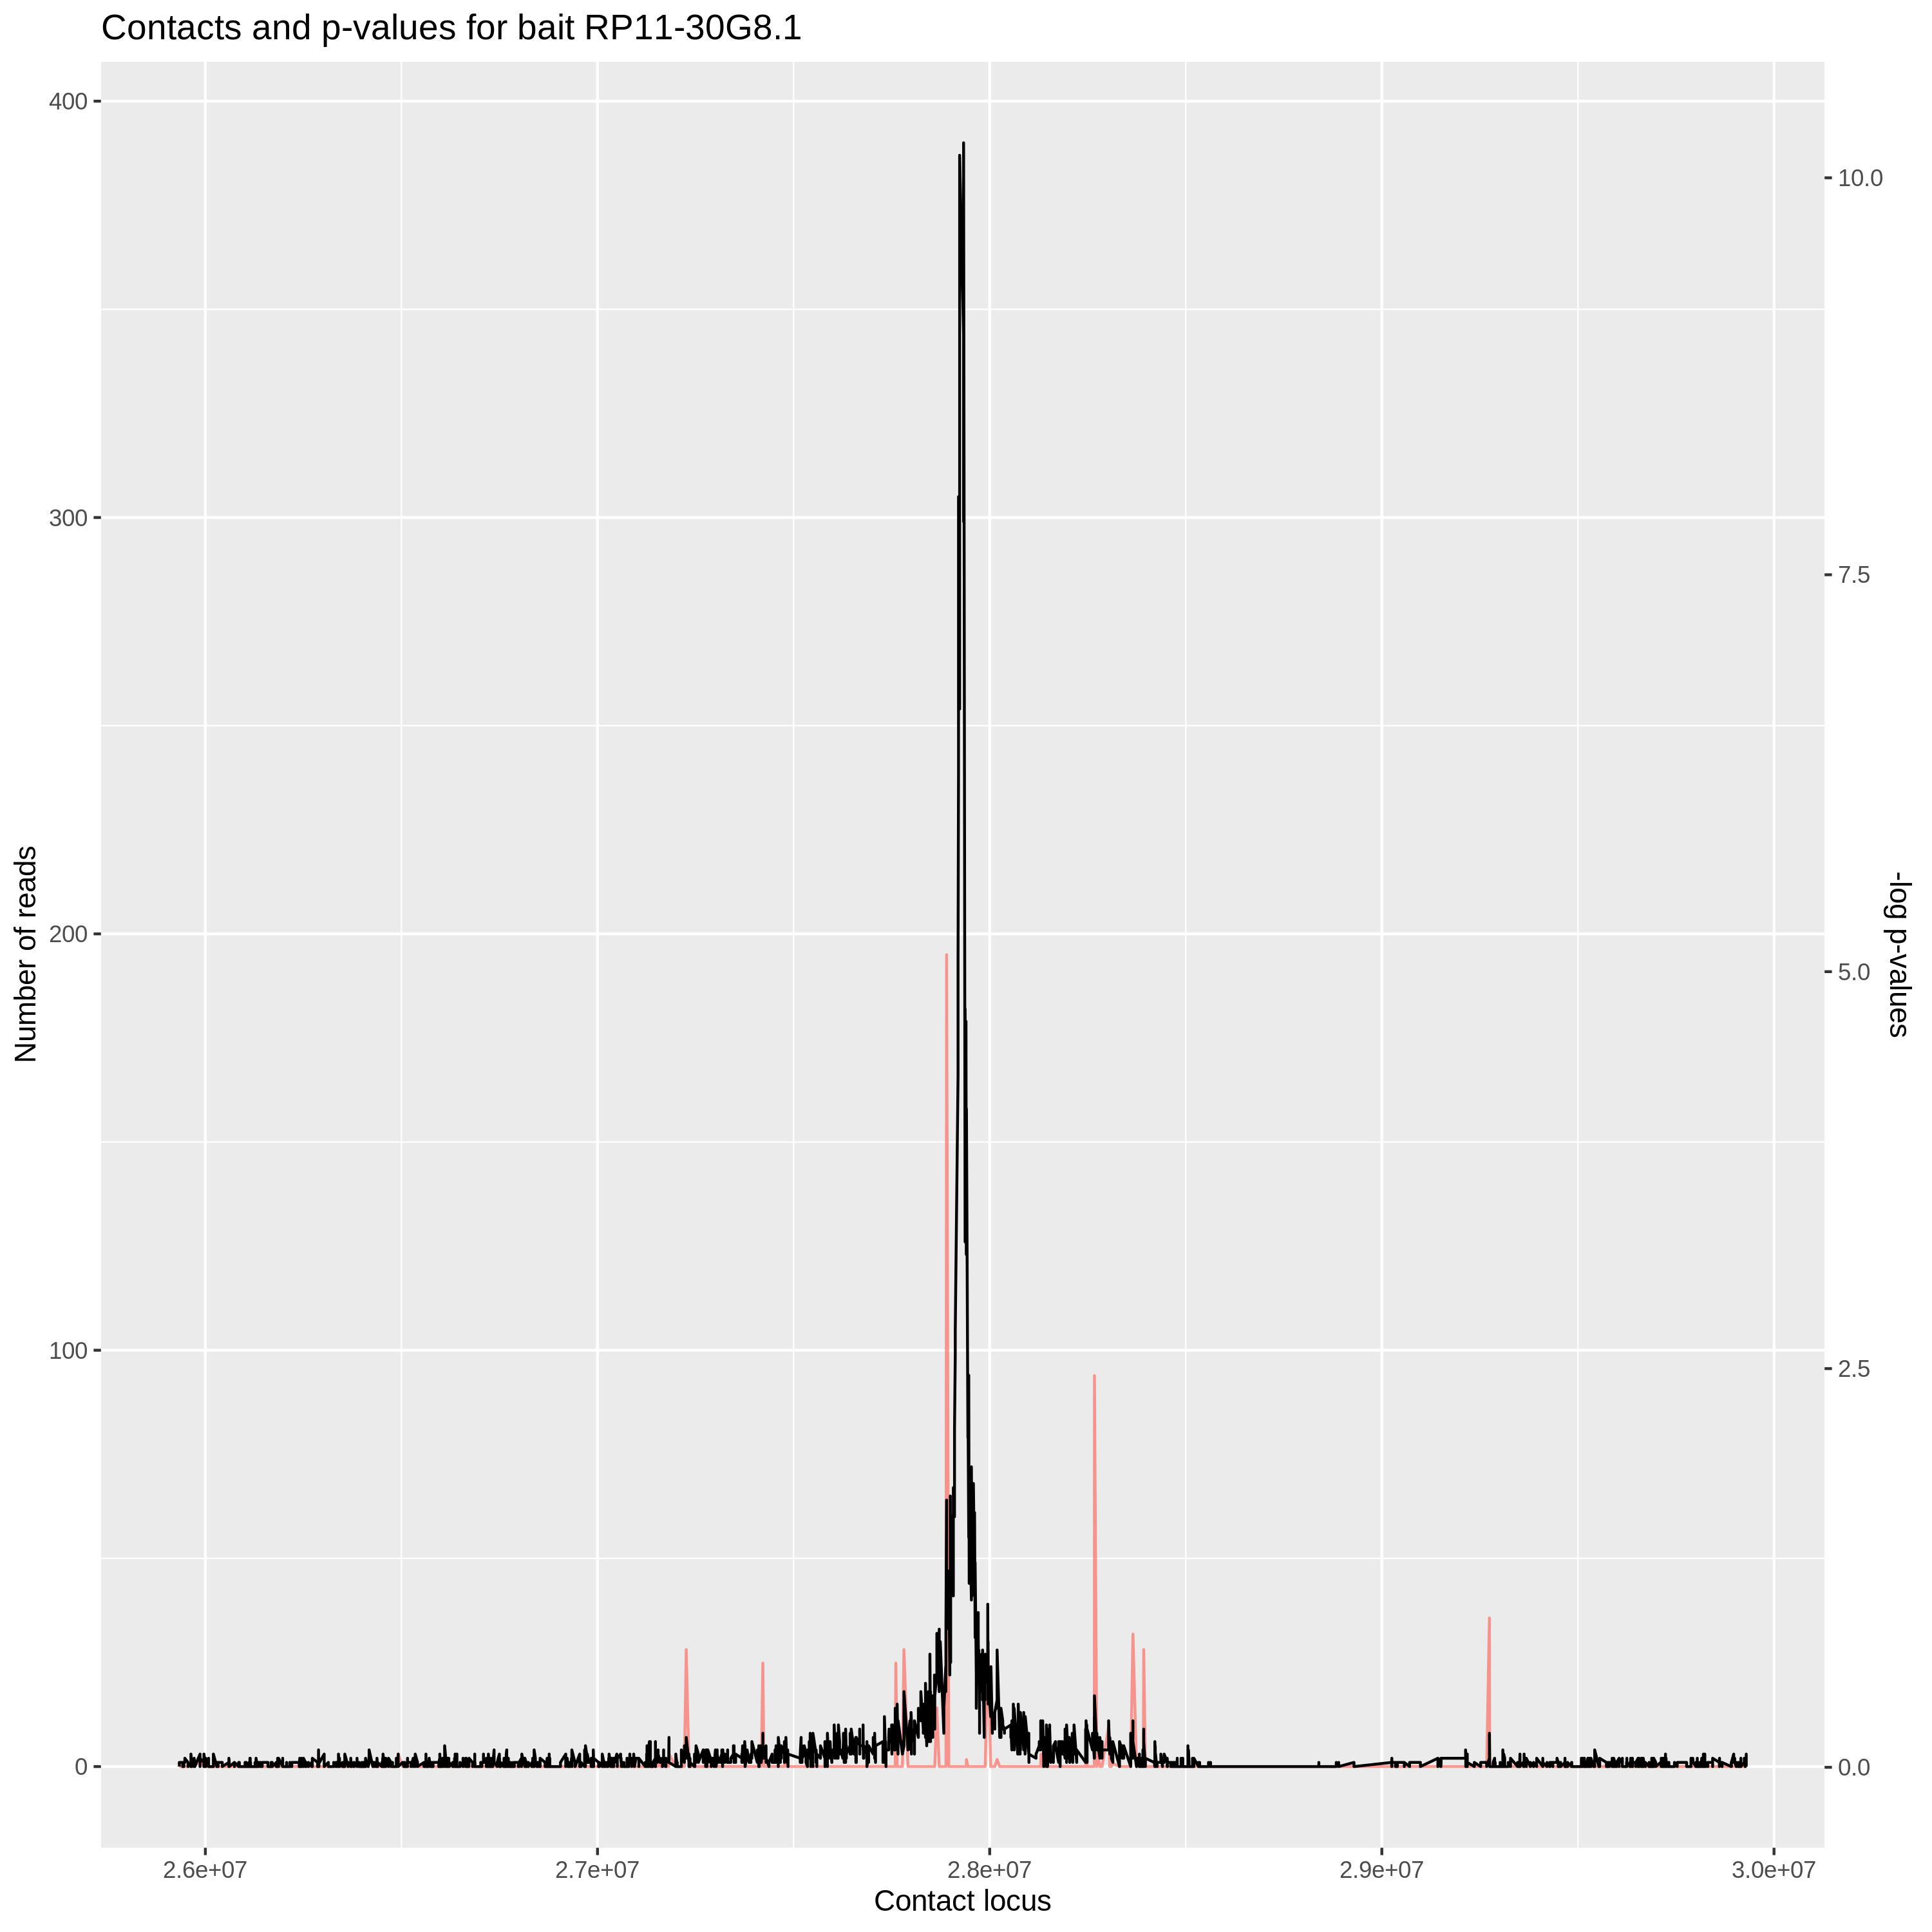 Contacts and p-values for bait RP11-30G8.1
400
300
200
100
0
Number of reads
10.0
7.5
5.0
2.5
0.0
-log p-values
2.6e+07 2.7e+07 2.8e+07 2.9e+07 3.0e+07
Contact locus